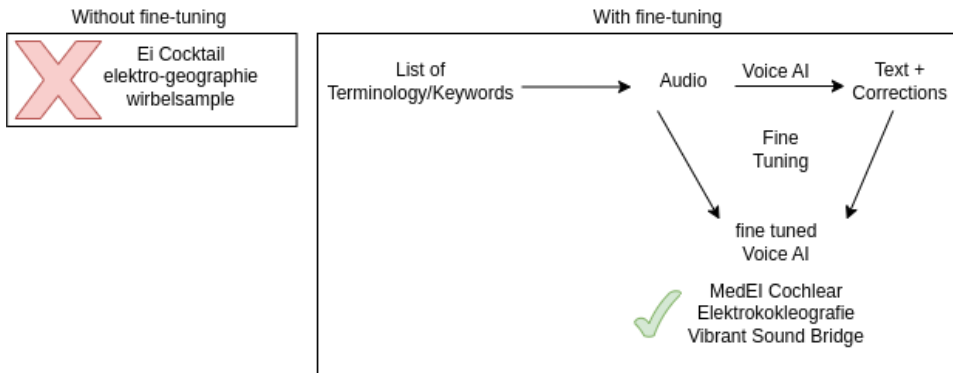 Without fine-tuning
Ei Cocktail
elektro-geographie
wirbelsample
With fine-tuning
List of
Terminology/Keywords
Audio
Voice AI
Text +
Corrections
Fine
Tuning
fine tuned
Voice AI
MedEl Cochlear
Elektrokokleografie
Vibrant Sound Bridge